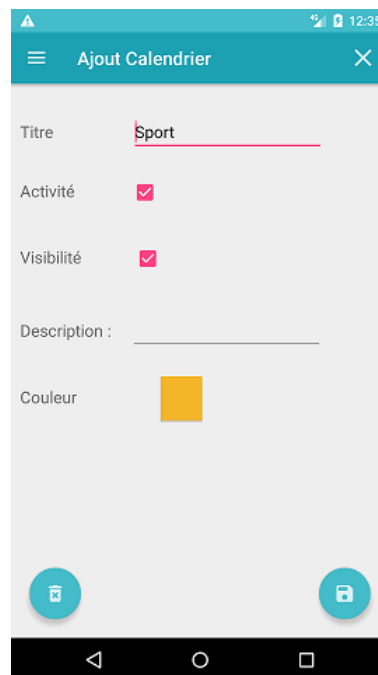 12:35
Ajout Calendrier
Titre Sport
Activité
Visibilité
Description :
Couleur